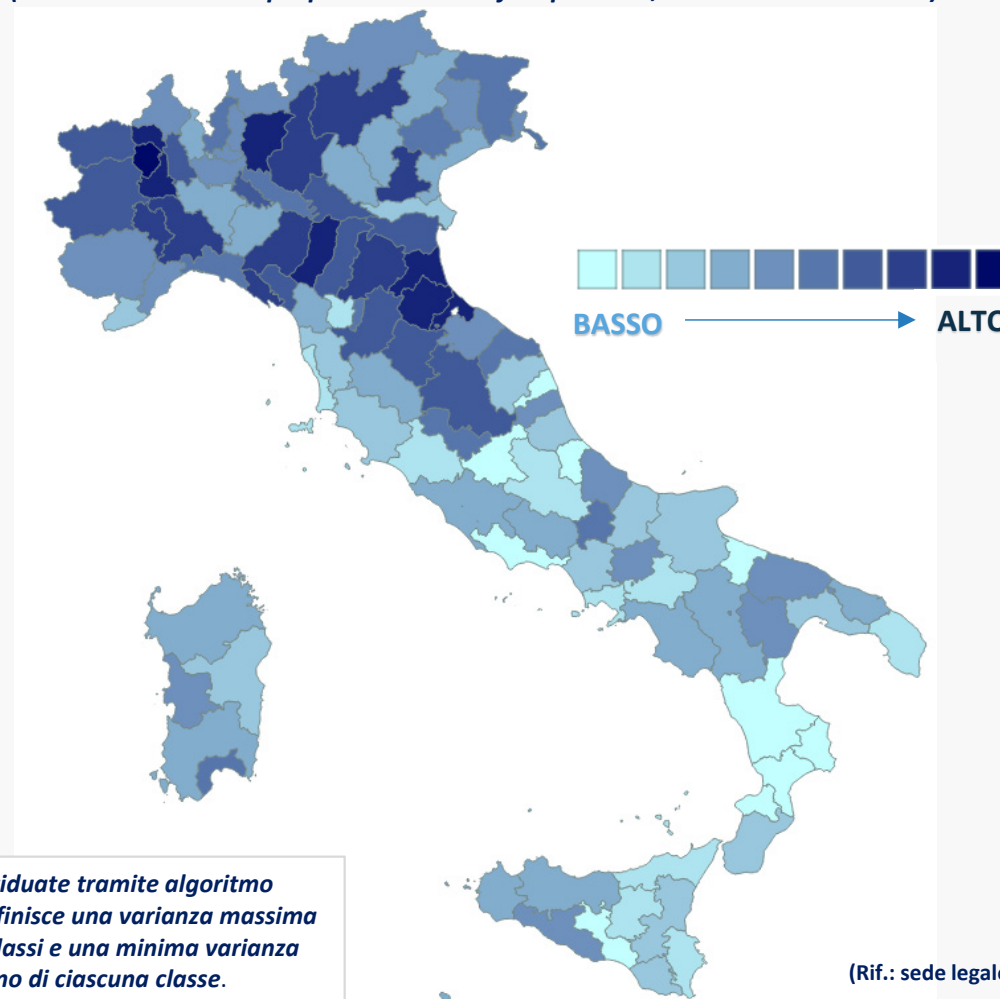 BASSO
ALTO
iduate tramite algoritmo
finisce una varianza massima
lassi e una minima varianza
no di ciascuna classe.
(Rif.: sede legale